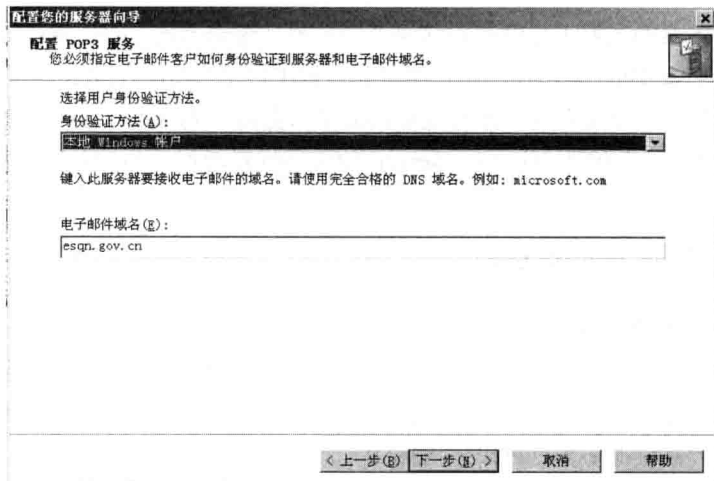 配置您的服务器向导
配置 POP3 服务
您必须指定电子邮件客户如何身份验证到服务器和电子邮件域名。
选择用户身份验证方法。
身份验证方法(A):
本地 Windows 帐户
键入此服务器要接收电子邮件的域名。请使用完全合格的 DNS 域名。例如: microsoft.com
电子邮件域名(E):
esqn.gov.cn
< 上一步(B) 下一步(N) > 取消 帮助